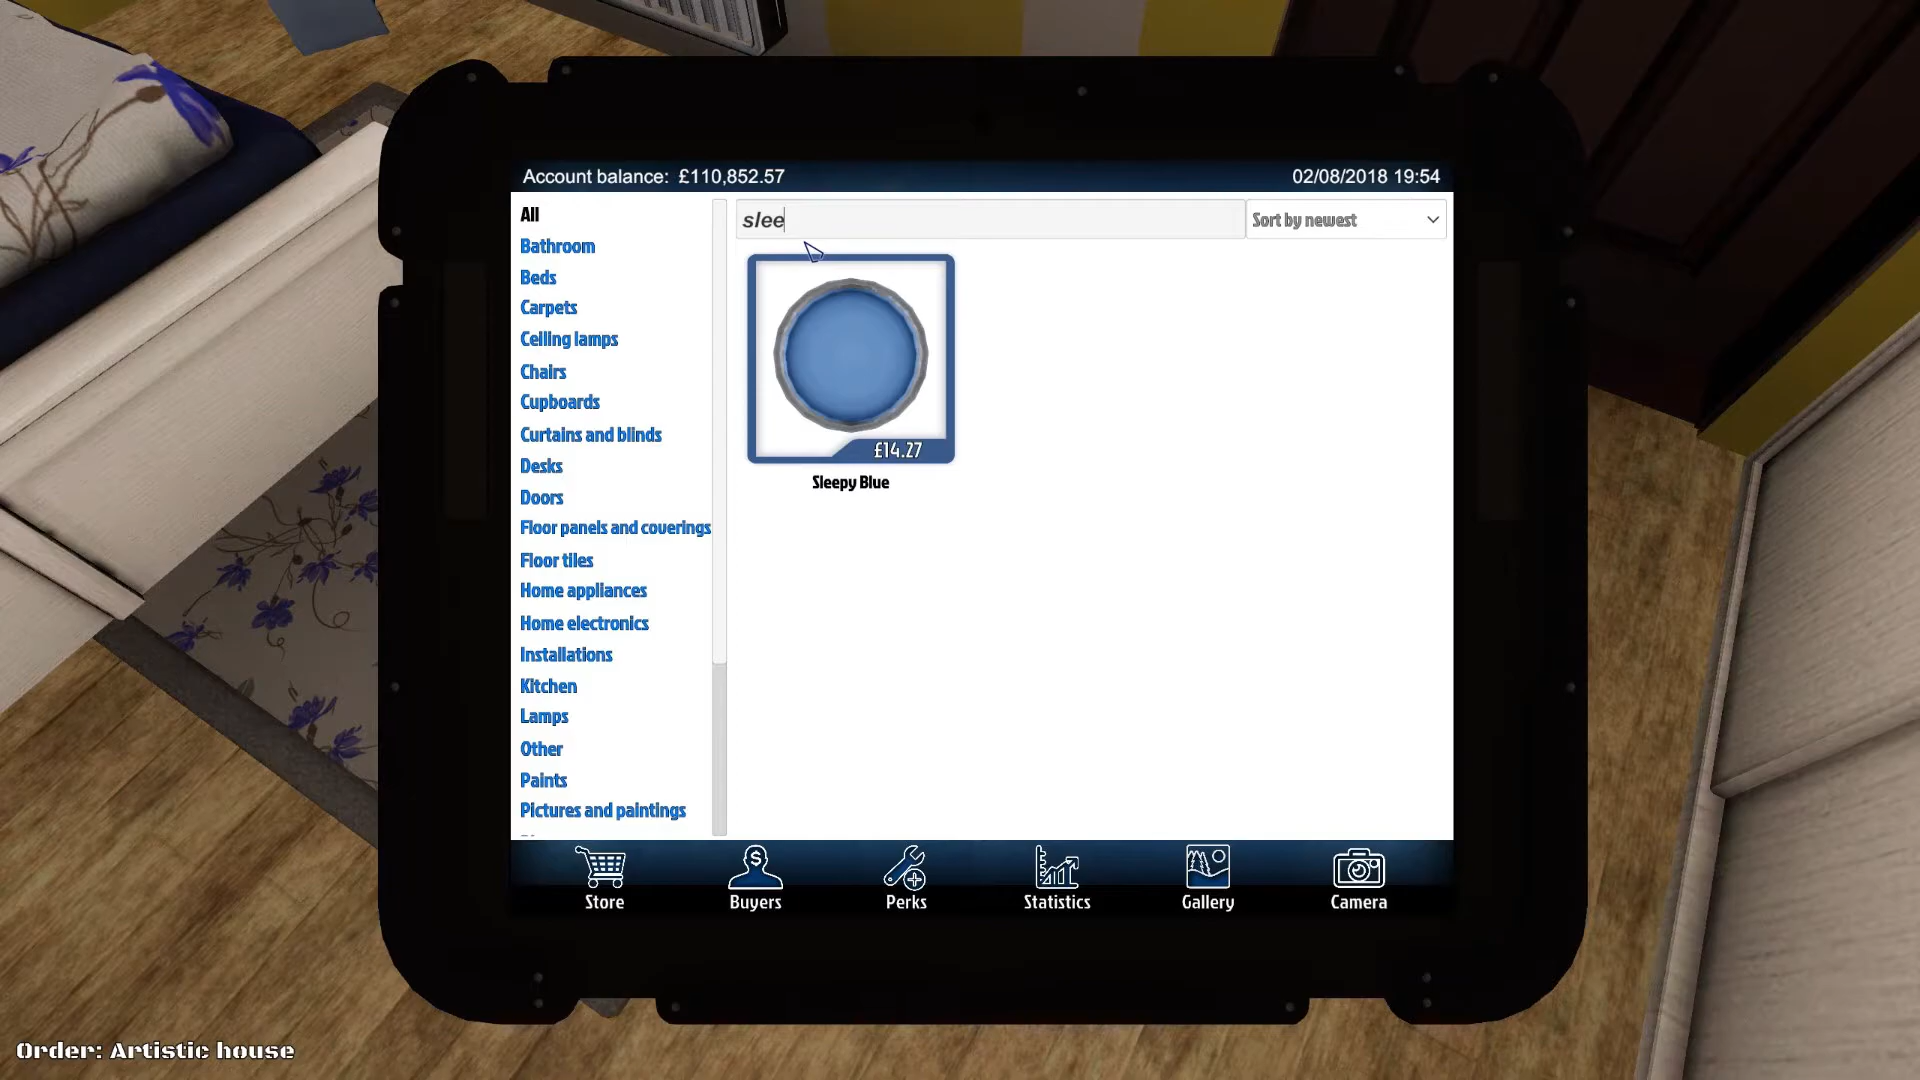 Account balance: £110,852.57
02/08/2018 19:54
All
Bathroom
Beds
Carpets
Ceiling lamps
Chairs
Cupboards
Curtains and blinds
Desks
Doors
Floor panels and coverings
Floor tiles
Home appliances
Home electronics
Installations
Kitchen
Lamps
Other
Paints
Pictures and paintings
slee
Sort by newest
£14.27
Sleepy Blue
Store
Buyers
Perks
Statistics
Gallery
Camera
Order: Artistic house